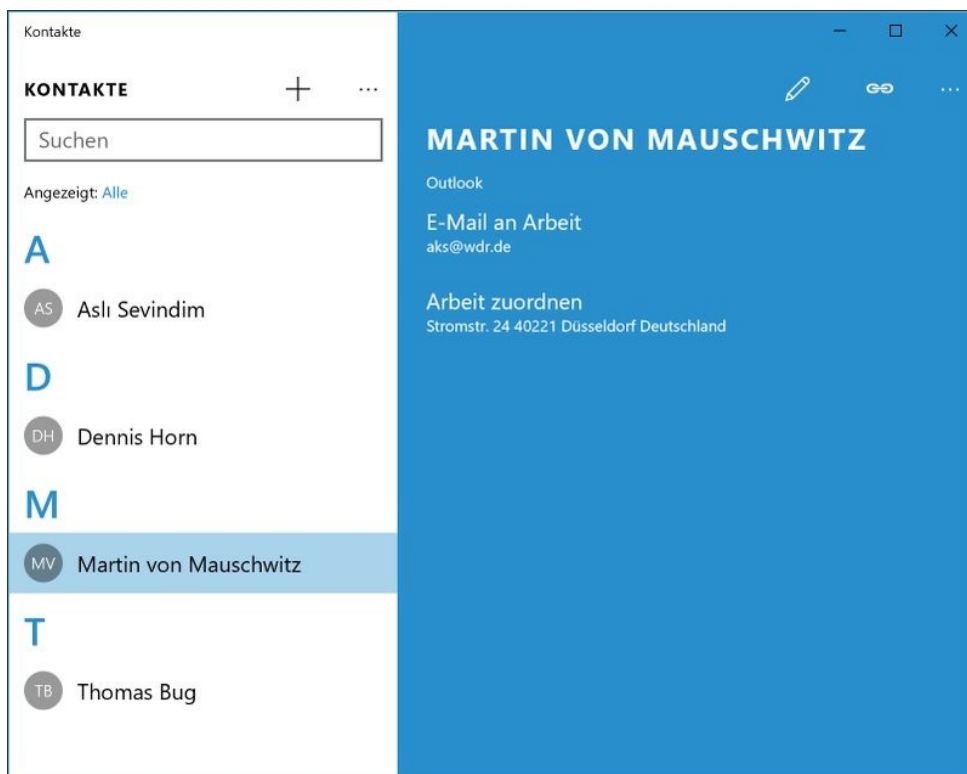 Kontakte
KONTAKTE
Suchen
Angezeigt: Alle
A
AS Aslı Sevindim
D
DH Dennis Horn
M
MV Martin von Mauschwitz
T
TB Thomas Bug
MARTIN VON MAUSCHWITZ
Outlook
E-Mail an Arbeit
aks@wdr.de
Arbeit zuordnen
Stromstr. 24 40221 Düsseldorf Deutschland